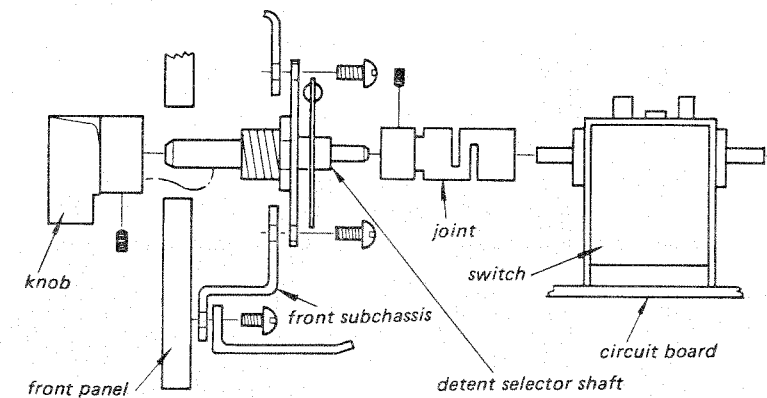 joint
switch
knob
front subchassis
circuit board
front panel
detent selector shaft